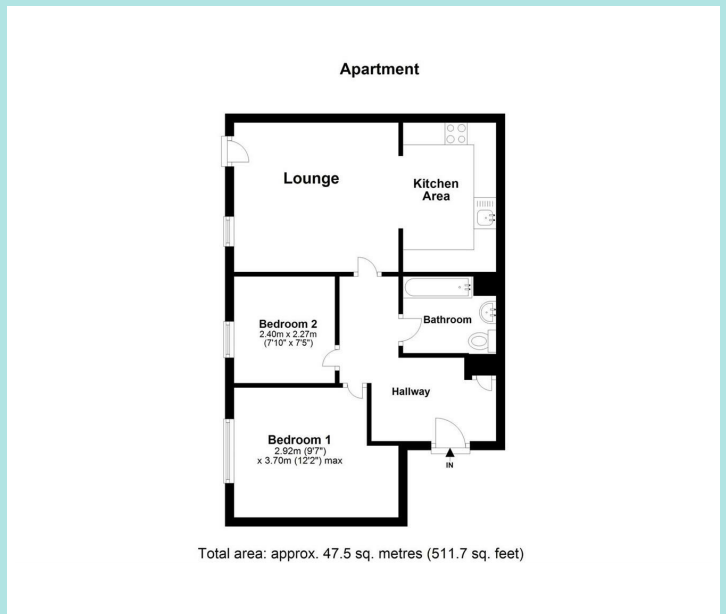 Apartment
Lounge
Kitchen
Area
Bedroom 2
2.40m x 2.27m
(7'10" x 7'5")
Bathroom
Hallway
Bedroom 1
2.92m (9'7")
x 3.70m (12'2") max
IN
Total area: approx. 47.5 sq. metres (511.7 sq. feet)